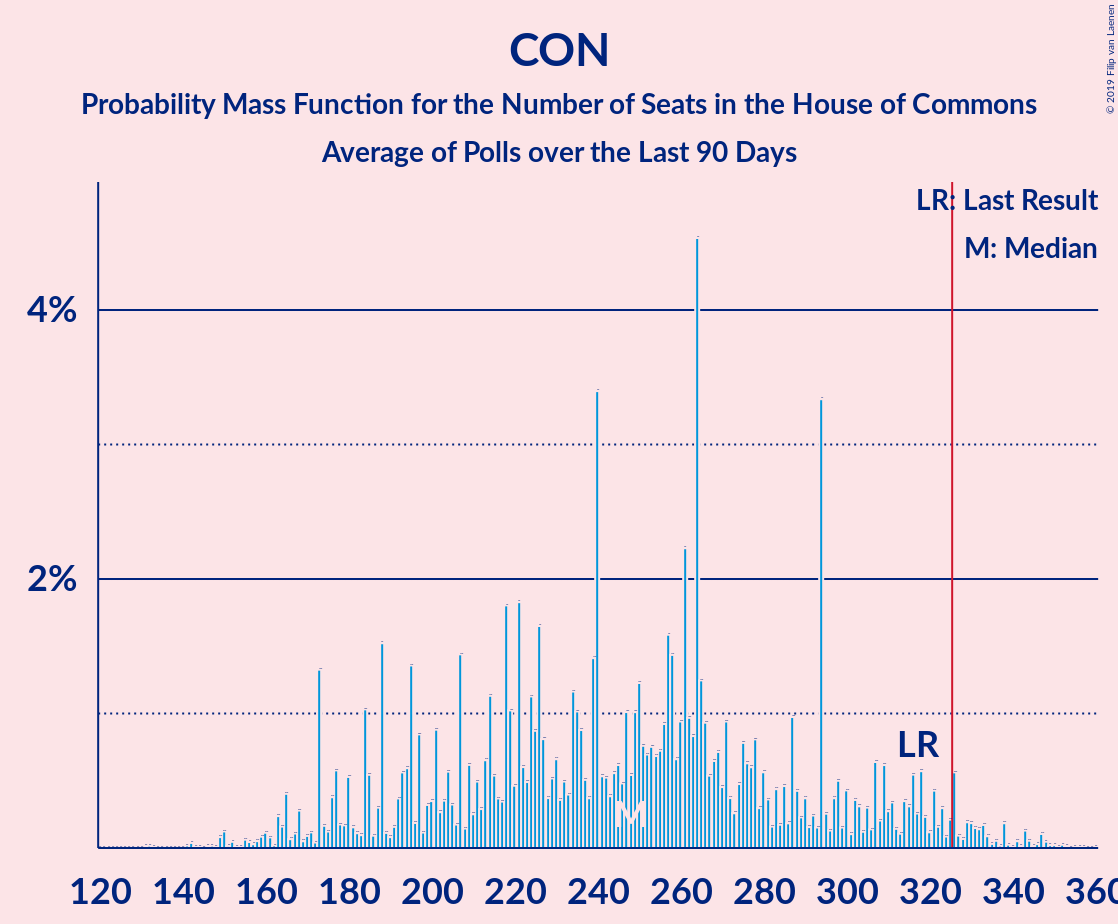 CON
Probability Mass Function for the Number of Seats in the House of Commons
Average of Polls over the Last 90 Days
© 2019 Filip van Laenen
LR: Last Result
M: Median
4%
2%
LR
M
120 140 160 180 200 220 240 260 280 300 320 340 360